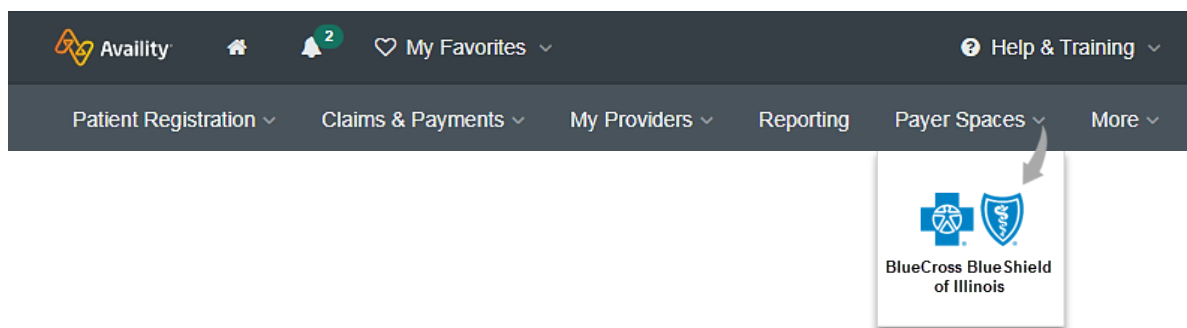 Availity 2 My Favorites Help & Training
Patient Registration Claims & Payments My Providers Reporting Payer Spaces More
BlueCross BlueShield
of Illinois